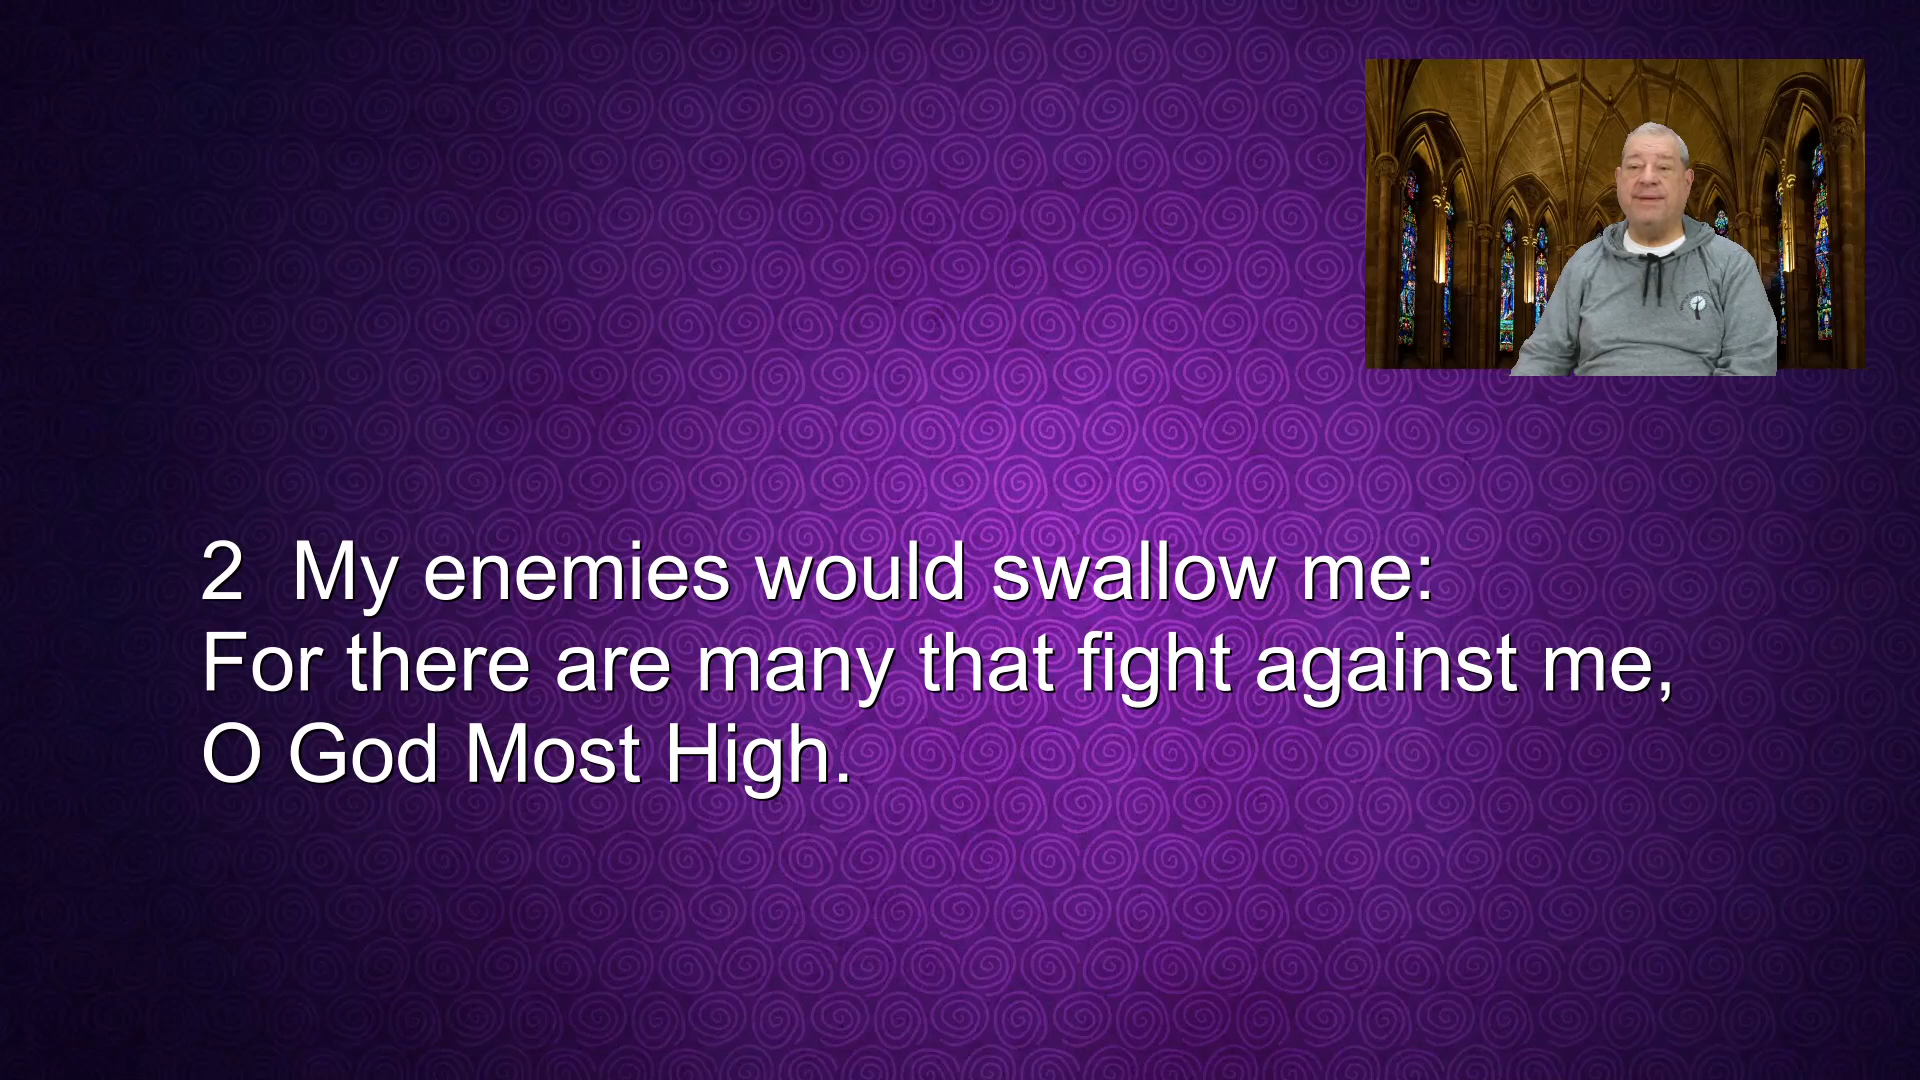 2 My enemies would swallow me:
For there are many that fight against me,
O God Most High.